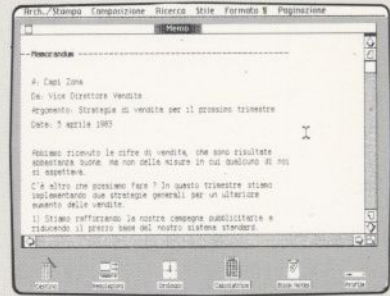 Arch./Stampa Composizione Ricerca Stile Formato § Paginazione
Memo
Memorandum
A: Capi Zona
Da: Vice Direttore Vendite
Argomento: Strategie di vendita per il prossimo trimestre
Data: 5 aprile 1983
Abbiamo ricevuto le cifre di vendita, che sono risultate
abbastanza buone, ma non della misura in cui qualcuno di noi
si aspettava.
C'è altro che possiamo fare ? In questo trimestre stiamo
implementando due strategie generali per un ulteriore
aumento delle vendite.
1) Stiamo rafforzando la nostre campagne pubblicitarie e
riducendo il prezzo base del nostro sistema standard.
Cestino
Orologio
Calcolatrice
Block Notes
Profile